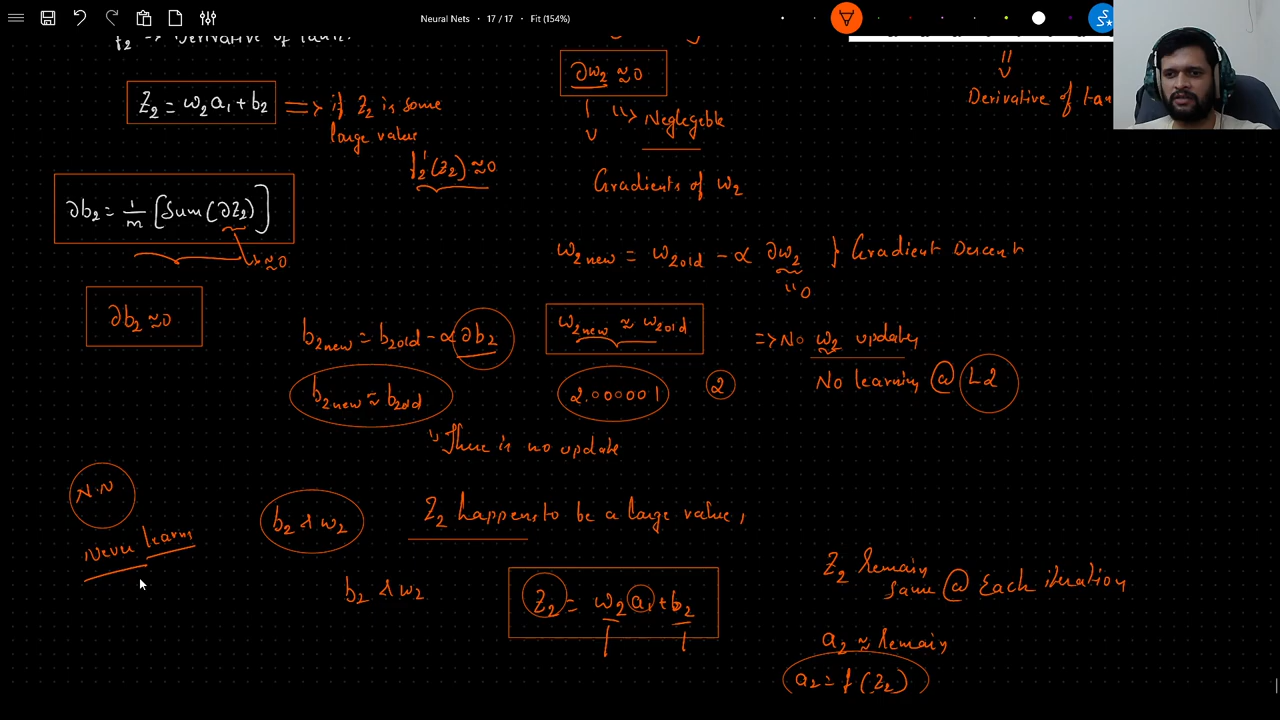 Neural Nets • 17 / 17 • Fit (154%)
f2' -> Derivative of tanh.
Z2 = w2 a1 + b2 => if Z2 is some
large value
f2'(Z2) ≈ 0
∂b2 = 1/m [Sum(∂Z2)]
≈ 0
∂b2 ≈ 0
∂w2 ≈ 0
Neglegeble
Gradients of w2
Derivative of tan
w2new = w2old - α ∂w2 } Gradient Descent
0
b2new = b2old - α ∂b2
w2new ≈ w2old
=> No w2 update
b2new ≈ b2old
2.000001
2
No learning @ L2
There is no update
N.N
Never learns
b2 & w2
Z2 happens to be a large value,
b2 & w2
Z2 = w2 a1 + b2
Z2 remain
same @ Each iteration
a2 ≈ remain
a2 = f(Z2)